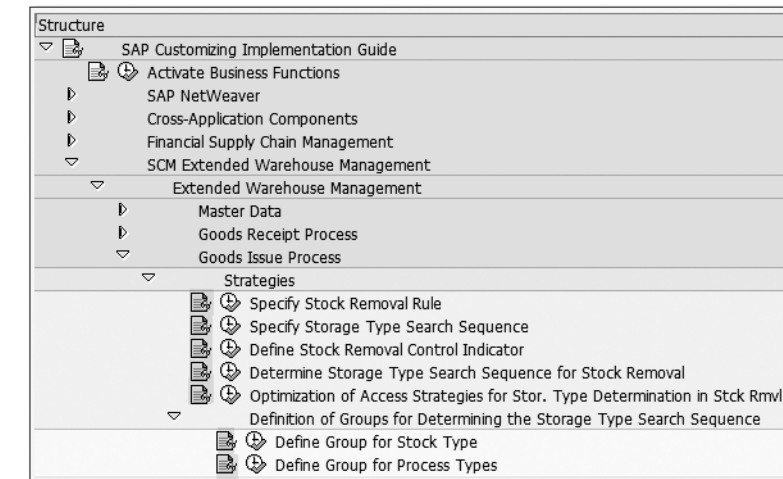 Structure
SAP Customizing Implementation Guide
Activate Business Functions
SAP NetWeaver
Cross-Application Components
Financial Supply Chain Management
SCM Extended Warehouse Management
Extended Warehouse Management
Master Data
Goods Receipt Process
Goods Issue Process
Strategies
Specify Stock Removal Rule
Specify Storage Type Search Sequence
Define Stock Removal Control Indicator
Determine Storage Type Search Sequence for Stock Removal
Optimization of Access Strategies for Stor. Type Determination in Stck Rmvl
Definition of Groups for Determining the Storage Type Search Sequence
Define Group for Stock Type
Define Group for Process Types